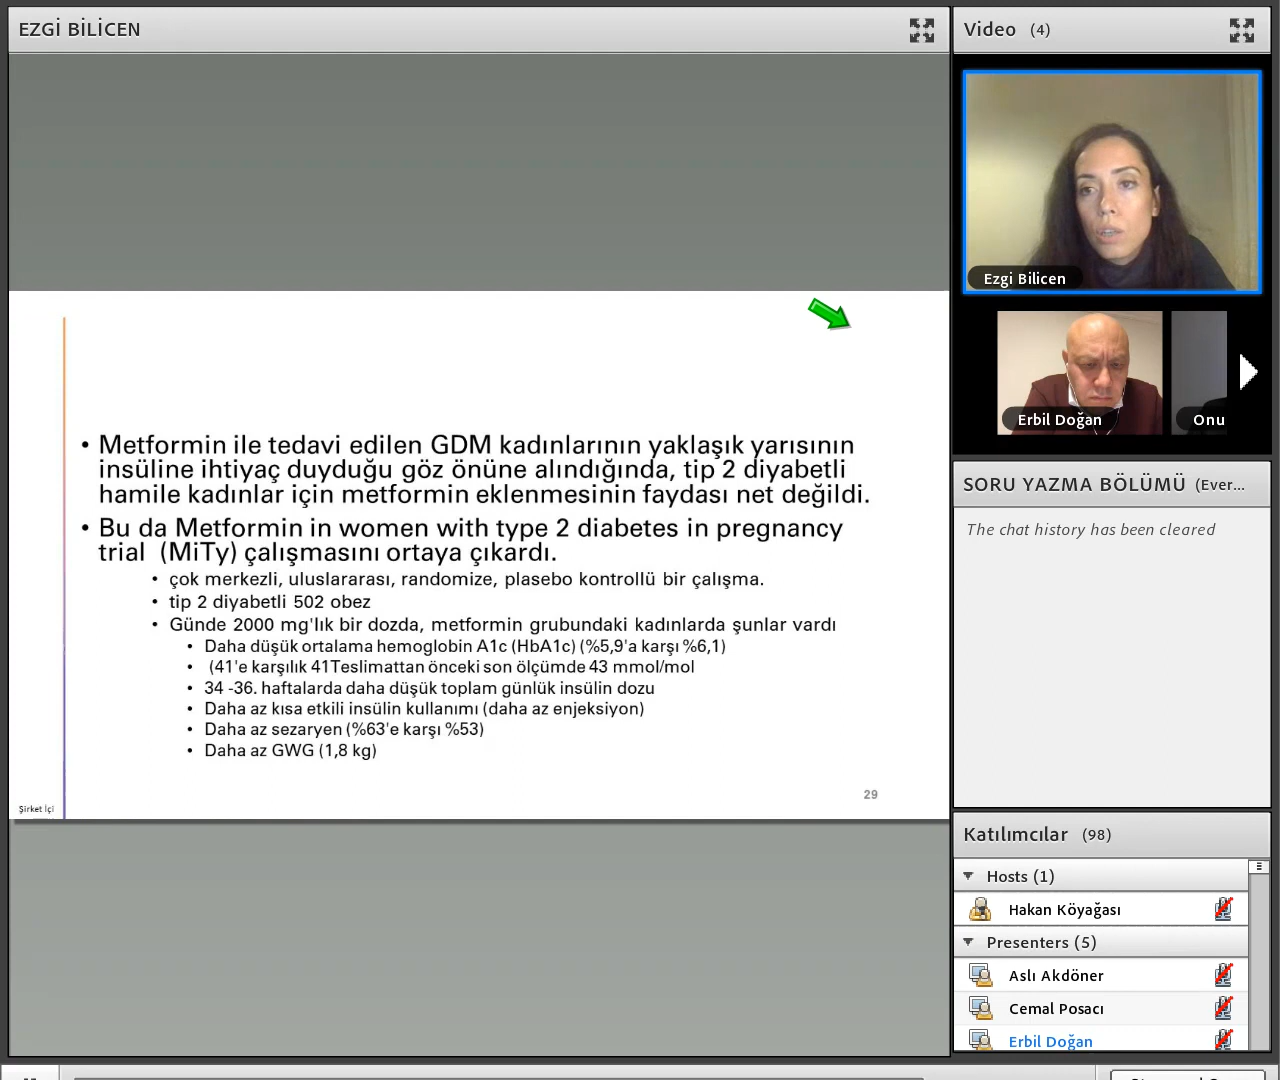 EZGİ BİLİCEN
Video (4)
Ezgi Bilicen
Erbil Doğan
Onu
• Metformin ile tedavi edilen GDM kadınlarının yaklaşık yarısının
insüline ihtiyaç duyduğu göz önüne alındığında, tip 2 diyabetli
hamile kadınlar için metformin eklenmesinin faydası net değildi.
• Bu da Metformin in women with type 2 diabetes in pregnancy
trial (MiTy) çalışmasını ortaya çıkardı.
• çok merkezli, uluslararası, randomize, plasebo kontrollü bir çalışma.
• tip 2 diyabetli 502 obez
• Günde 2000 mg'lık bir dozda, metformin grubundaki kadınlarda şunlar vardı
• Daha düşük ortalama hemoglobin A1c (HbA1c) (%5,9'a karşı %6,1)
• (41'e karşılık 41Teslimattan önceki son ölçümde 43 mmol/mol
• 34 -36. haftalarda daha düşük toplam günlük insülin dozu
• Daha az kısa etkili insülin kullanımı (daha az enjeksiyon)
• Daha az sezaryen (%63'e karşı %53)
• Daha az GWG (1,8 kg)
29
Şirket İçi
SORU YAZMA BÖLÜMÜ (Ever...
The chat history has been cleared
Katılımcılar (98)
Hosts (1)
Hakan Köyağası
Presenters (5)
Aslı Akdöner
Cemal Posacı
Erbil Doğan